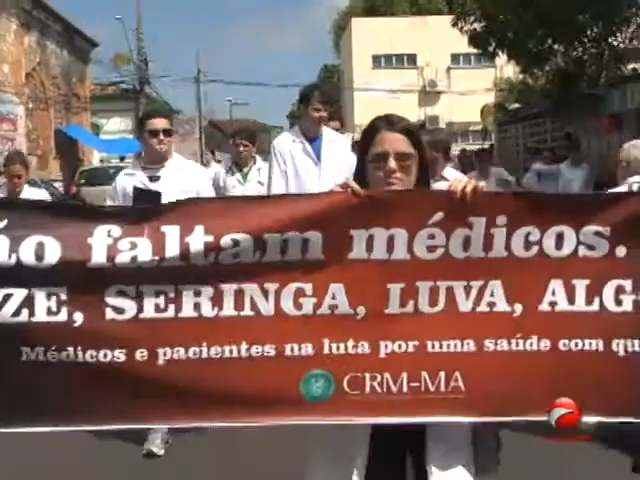 ão faltam médicos.
ZE, SERINGA, LUVA, ALG
Médicos e pacientes na luta por uma saúde com qu
CRM-MA